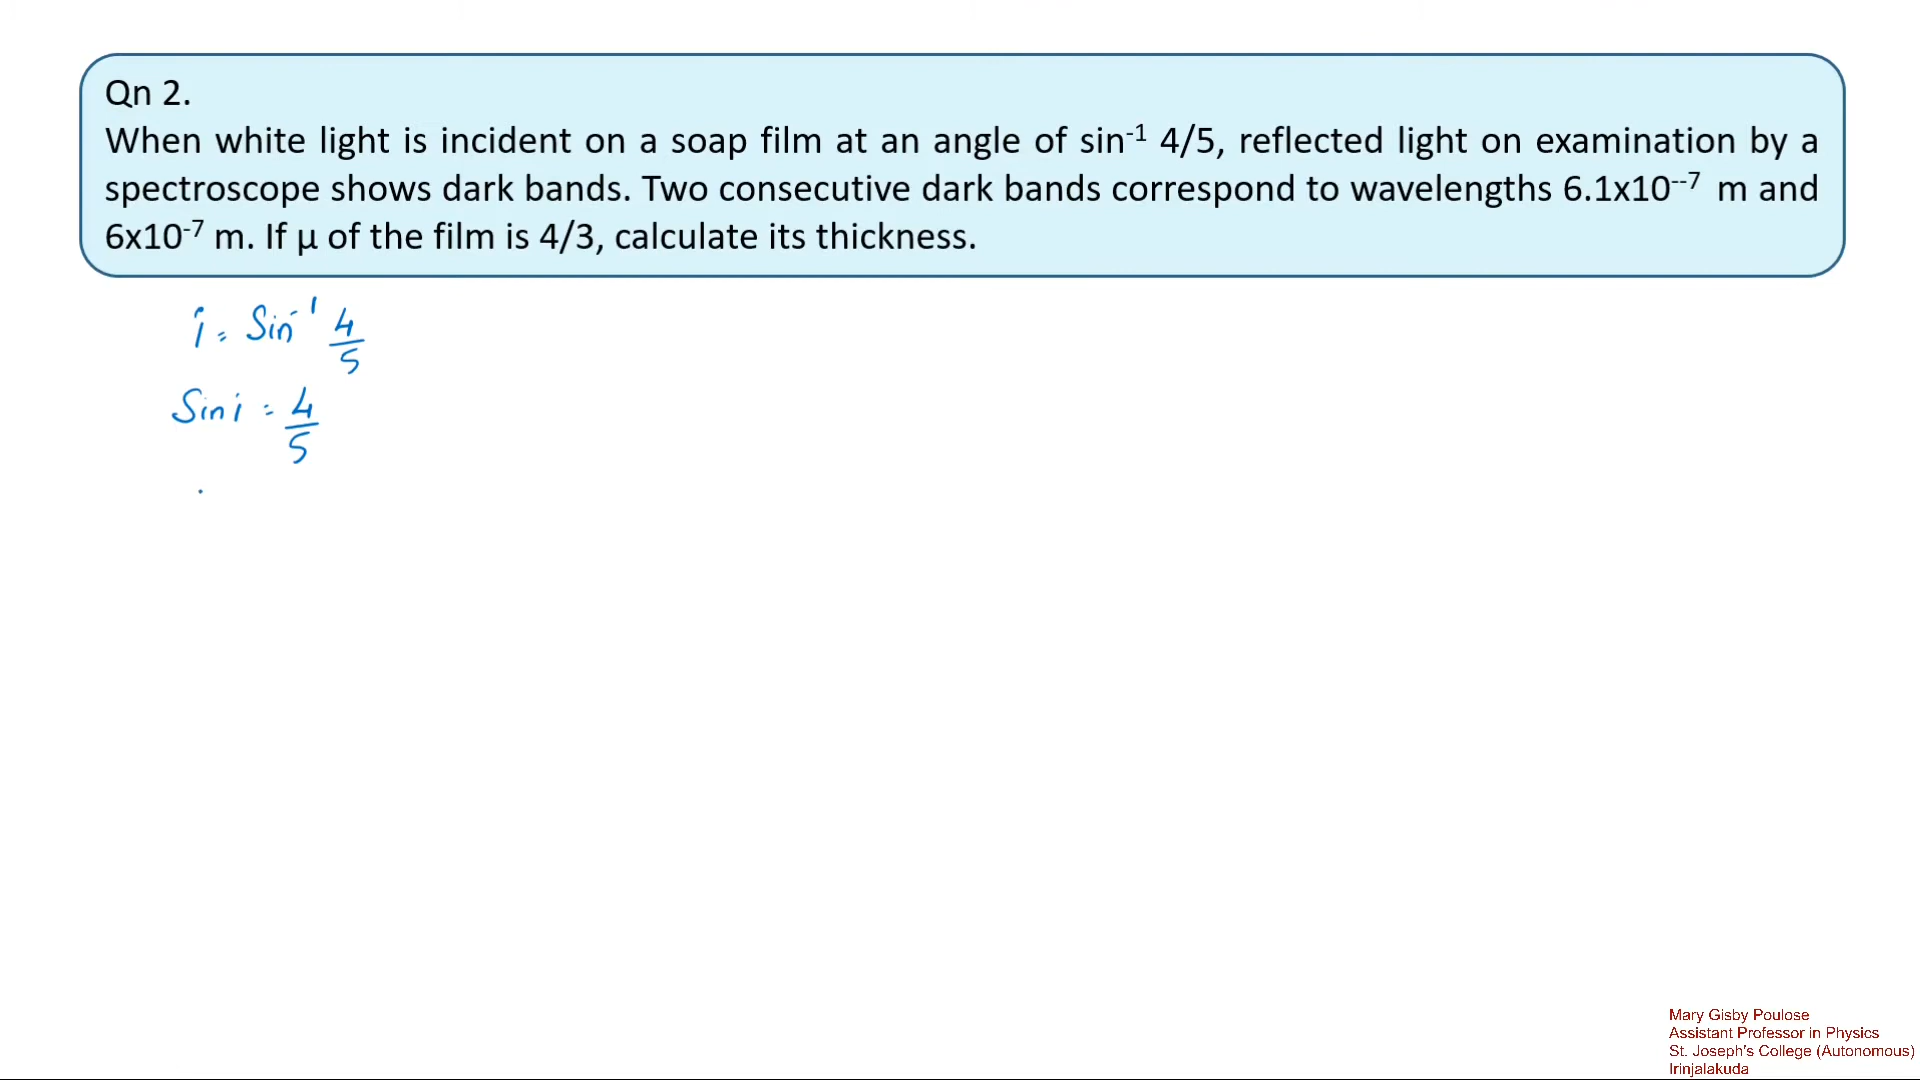 Qn 2.
When white light is incident on a soap film at an angle of sin⁻¹ 4/5, reflected light on examination by a
spectroscope shows dark bands. Two consecutive dark bands correspond to wavelengths 6.1x10⁻⁻⁷ m and
6x10⁻⁷ m. If μ of the film is 4/3, calculate its thickness.
i = Sin⁻¹ 4/5
Sin i = 4/5
Mary Gisby Poulose
Assistant Professor in Physics
St. Joseph's College (Autonomous)
Irinjalakuda